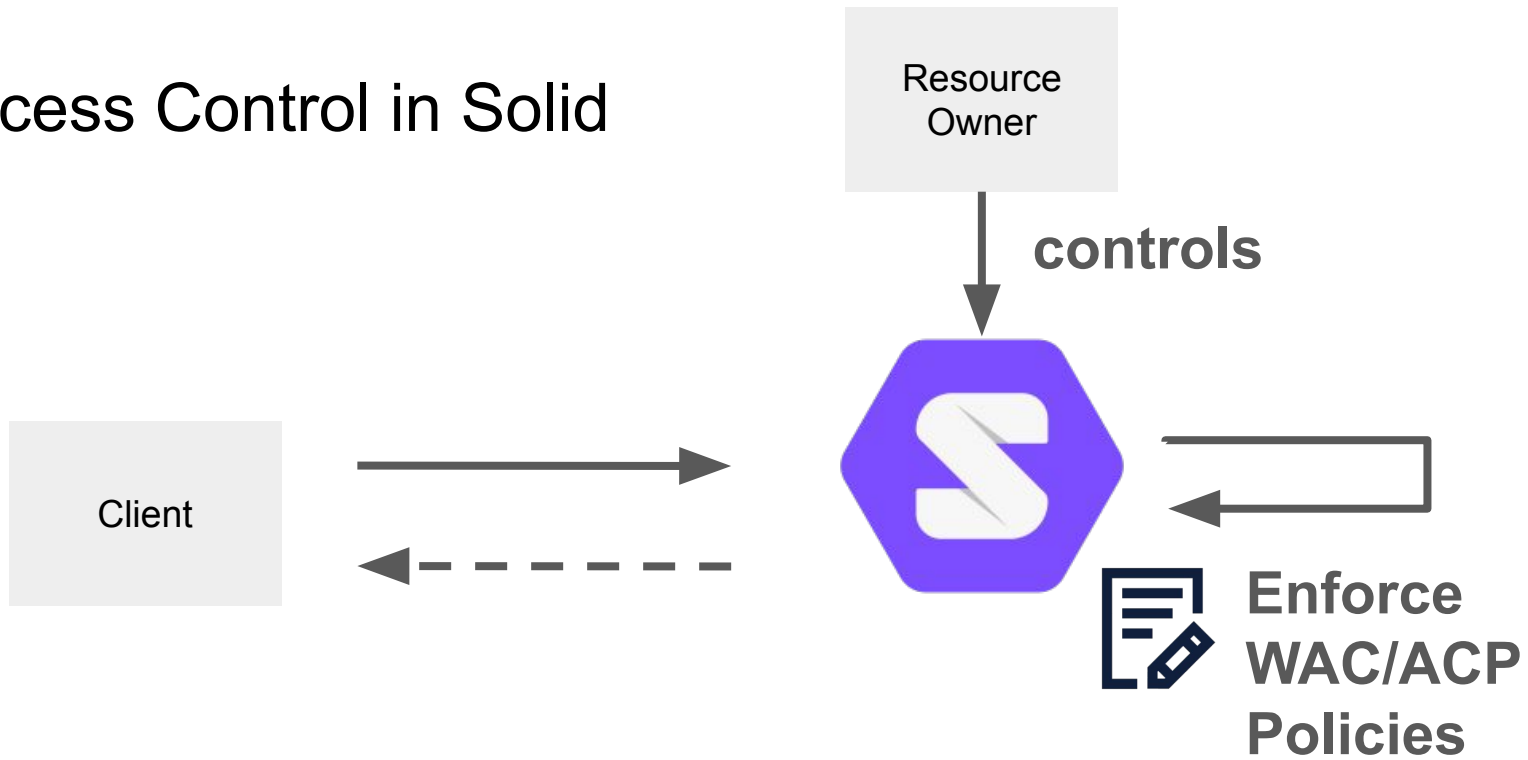 cess Control in Solid
Resource
Owner
controls
Client
Enforce
WAC/ACP
Policies